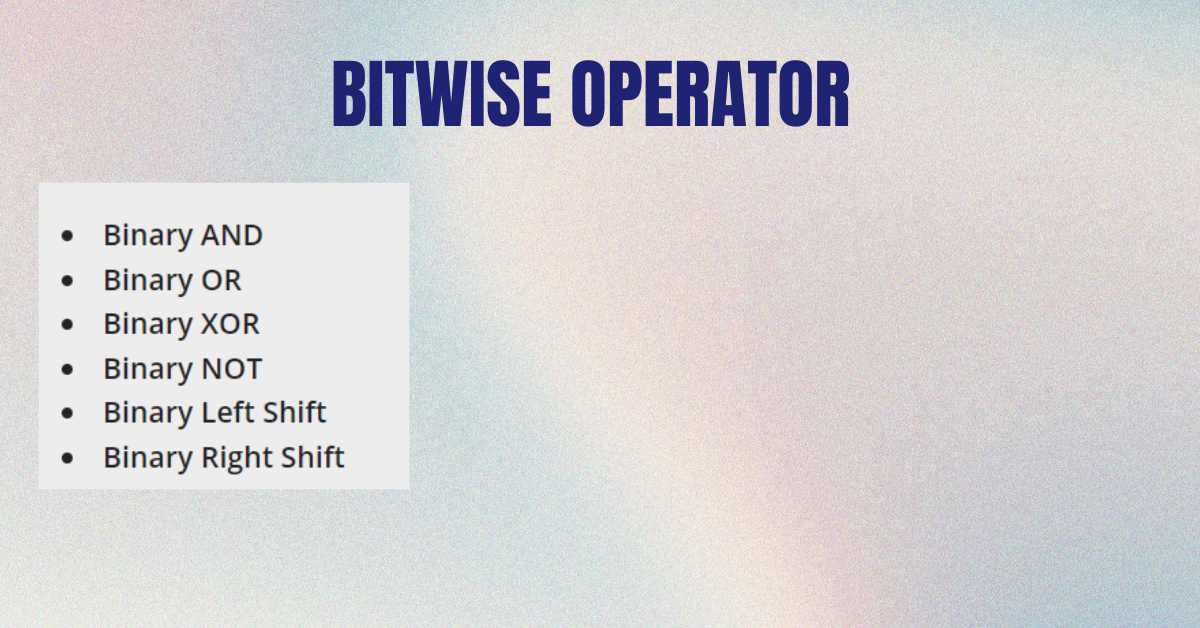 BITWISE OPERATOR
• Binary AND
• Binary OR
• Binary XOR
• Binary NOT
• Binary Left Shift
• Binary Right Shift